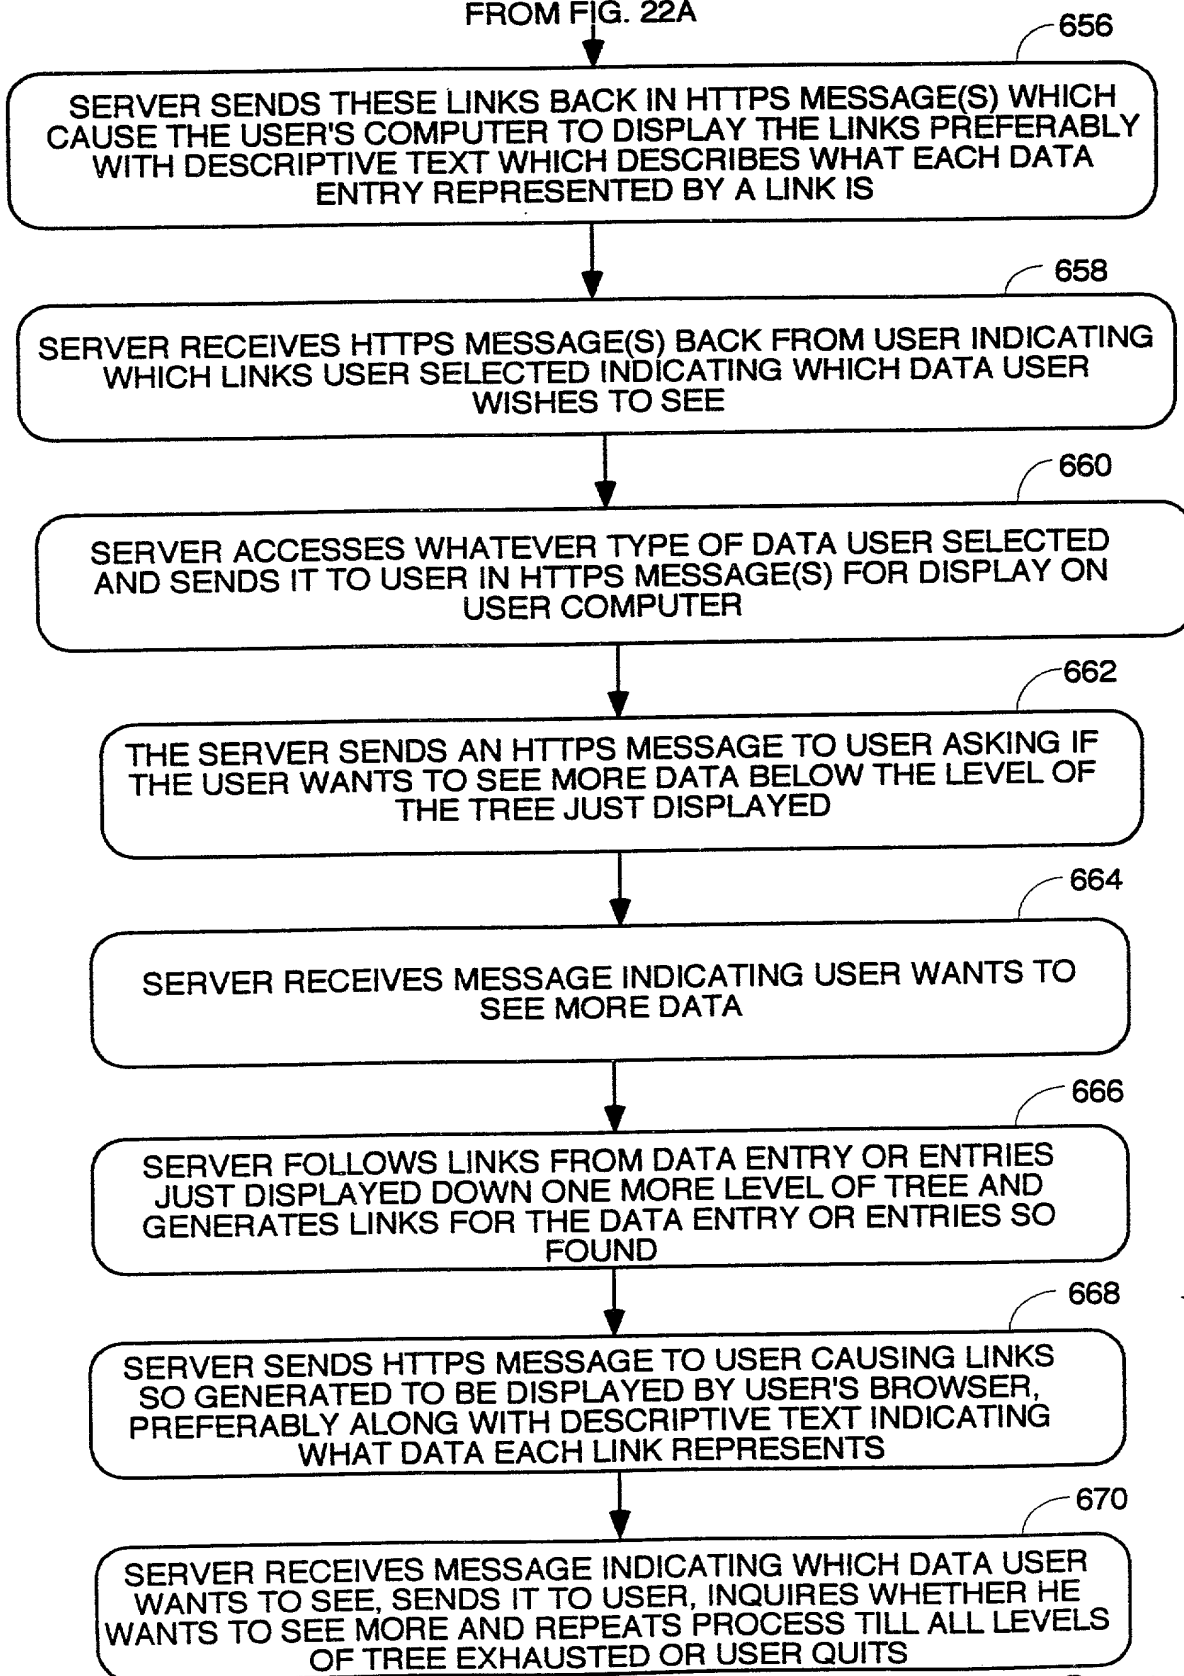 FROM FIG. 22A
656
SERVER SENDS THESE LINKS BACK IN HTTPS MESSAGE(S) WHICH
CAUSE THE USER'S COMPUTER TO DISPLAY THE LINKS PREFERABLY
WITH DESCRIPTIVE TEXT WHICH DESCRIBES WHAT EACH DATA
ENTRY REPRESENTED BY A LINK IS
658
SERVER RECEIVES HTTPS MESSAGE(S) BACK FROM USER INDICATING
WHICH LINKS USER SELECTED INDICATING WHICH DATA USER
WISHES TO SEE
660
SERVER ACCESSES WHATEVER TYPE OF DATA USER SELECTED
AND SENDS IT TO USER IN HTTPS MESSAGE(S) FOR DISPLAY ON
USER COMPUTER
662
THE SERVER SENDS AN HTTPS MESSAGE TO USER ASKING IF
THE USER WANTS TO SEE MORE DATA BELOW THE LEVEL OF
THE TREE JUST DISPLAYED
664
SERVER RECEIVES MESSAGE INDICATING USER WANTS TO
SEE MORE DATA
666
SERVER FOLLOWS LINKS FROM DATA ENTRY OR ENTRIES
JUST DISPLAYED DOWN ONE MORE LEVEL OF TREE AND
GENERATES LINKS FOR THE DATA ENTRY OR ENTRIES SO
FOUND
668
SERVER SENDS HTTPS MESSAGE TO USER CAUSING LINKS
SO GENERATED TO BE DISPLAYED BY USER'S BROWSER,
PREFERABLY ALONG WITH DESCRIPTIVE TEXT INDICATING
WHAT DATA EACH LINK REPRESENTS
670
SERVER RECEIVES MESSAGE INDICATING WHICH DATA USER
WANTS TO SEE, SENDS IT TO USER, INQUIRES WHETHER HE
WANTS TO SEE MORE AND REPEATS PROCESS TILL ALL LEVELS
OF TREE EXHAUSTED OR USER QUITS